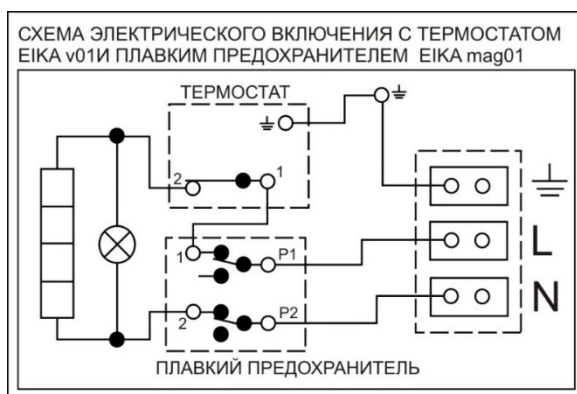 СХЕМА ЭЛЕКТРИЧЕСКОГО ВКЛЮЧЕНИЯ С ТЕРМОСТАТОМ
EIKA v01И ПЛАВКИМ ПРЕДОХРАНИТЕЛЕМ EIKA mag01
ТЕРМОСТАТ
2
1
1
P1
L
2
P2
N
ПЛАВКИЙ ПРЕДОХРАНИТЕЛЬ